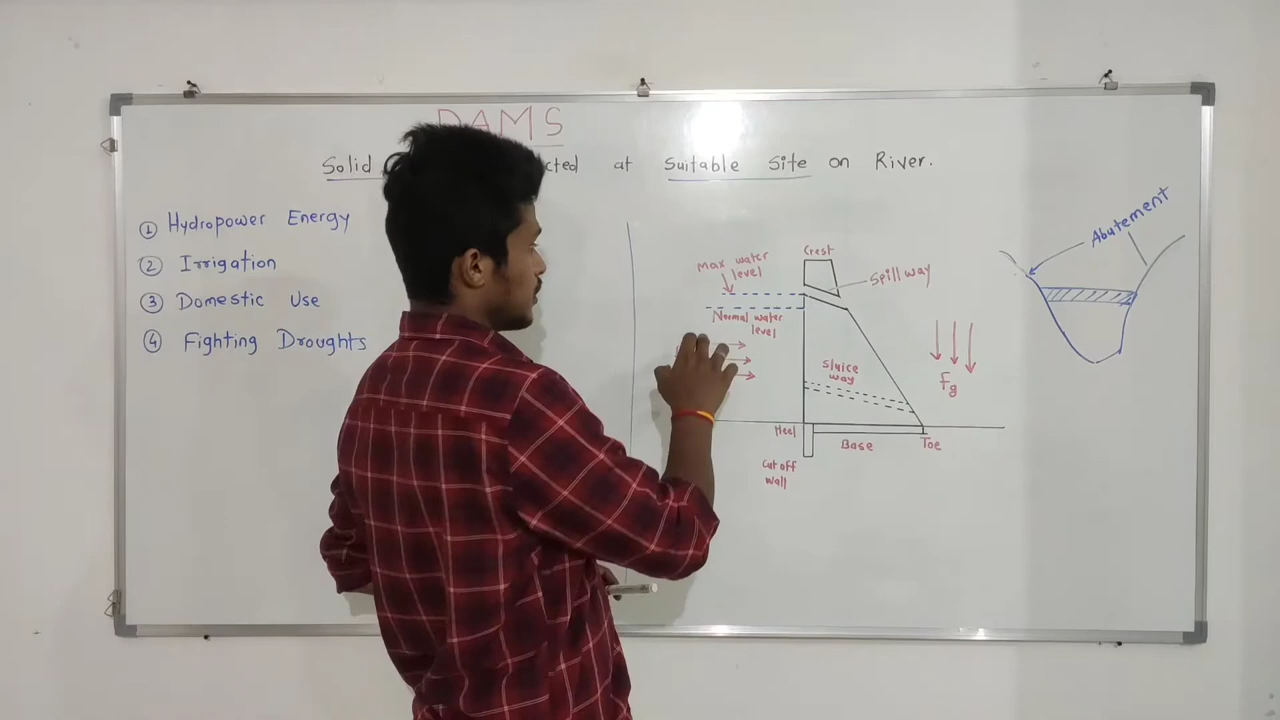 DAMS
Solid cted at Suitable Site on River.
① Hydropower Energy
② Irrigation
③ Domestic Use
④ Fighting Droughts
Max water
level
Normal water
level
Crest
Spill way
Sluice
way
fg
Heel
Base
Toe
Cut off
wall
Abutement